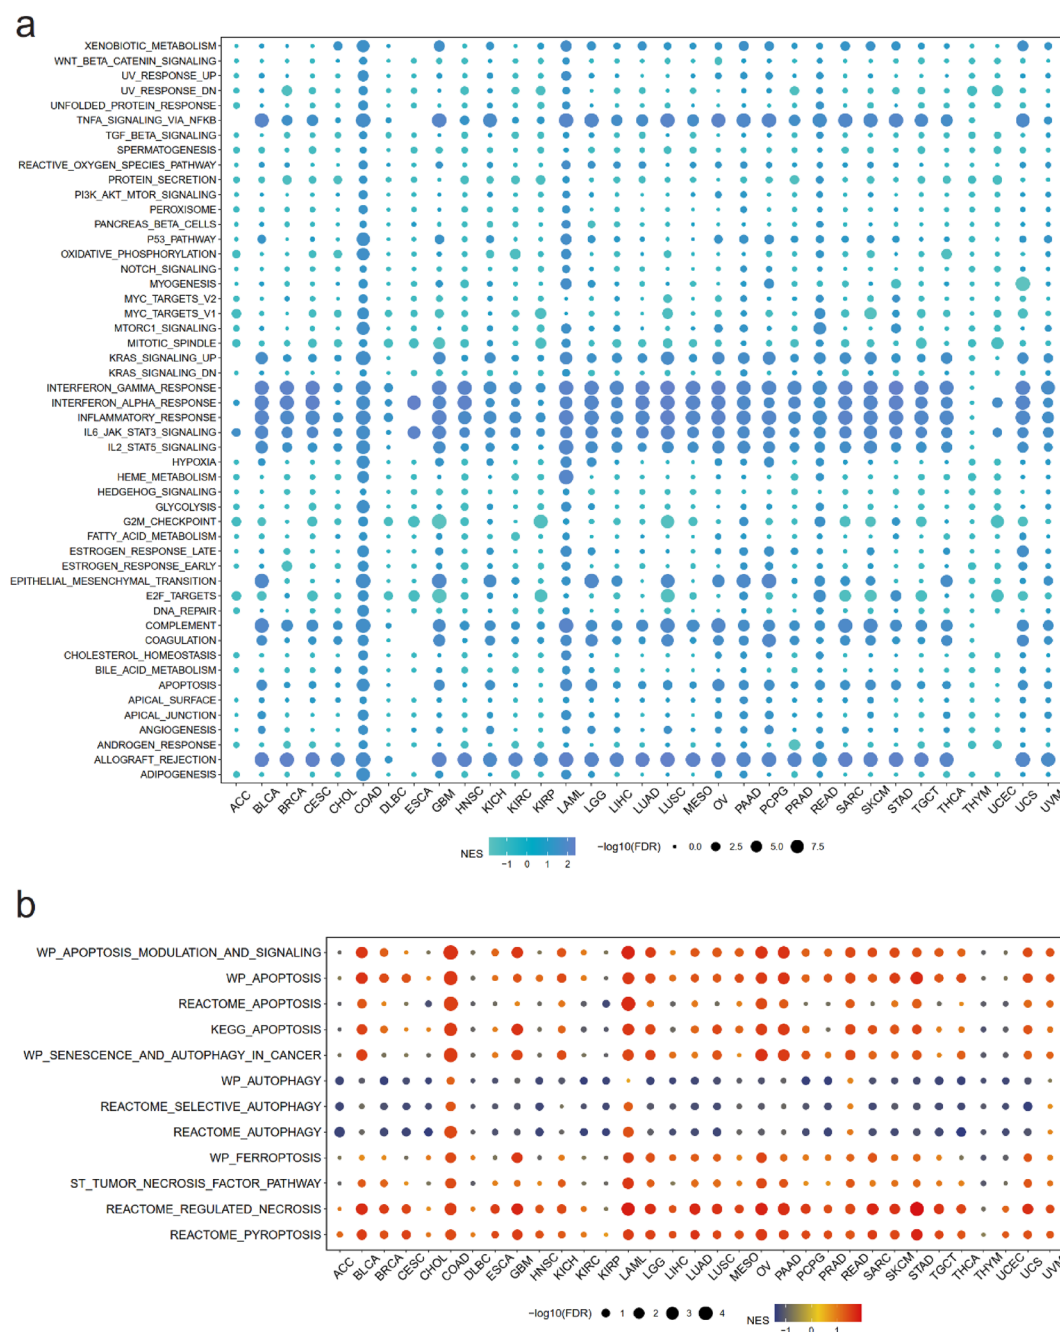 a
XENOBIOTIC_METABOLISM
WNT_BETA_CATENIN_SIGNALING
UV_RESPONSE_UP
UV_RESPONSE_DN
UNFOLDED_PROTEIN_RESPONSE
TNFA_SIGNALING_VIA_NFKB
TGF_BETA_SIGNALING
SPERMATOGENESIS
REACTIVE_OXYGEN_SPECIES_PATHWAY
PROTEIN_SECRETION
PI3K_AKT_MTOR_SIGNALING
PEROXISOME
PANCREAS_BETA_CELLS
P53_PATHWAY
OXIDATIVE_PHOSPHORYLATION
NOTCH_SIGNALING
MYOGENESIS
MYC_TARGETS_V2
MYC_TARGETS_V1
MTORC1_SIGNALING
MITOTIC_SPINDLE
KRAS_SIGNALING_UP
KRAS_SIGNALING_DN
INTERFERON_GAMMA_RESPONSE
INTERFERON_ALPHA_RESPONSE
INFLAMMATORY_RESPONSE
IL6_JAK_STAT3_SIGNALING
IL2_STAT5_SIGNALING
HYPOXIA
HEME_METABOLISM
HEDGEHOG_SIGNALING
GLYCOLYSIS
G2M_CHECKPOINT
FATTY_ACID_METABOLISM
ESTROGEN_RESPONSE_LATE
ESTROGEN_RESPONSE_EARLY
EPITHELIAL_MESENCHYMAL_TRANSITION
E2F_TARGETS
DNA_REPAIR
COMPLEMENT
COAGULATION
CHOLESTEROL_HOMEOSTASIS
BILE_ACID_METABOLISM
APOPTOSIS
APICAL_SURFACE
APICAL_JUNCTION
ANGIOGENESIS
ANDROGEN_RESPONSE
ALLOGRAFT_REJECTION
ADIPOGENESIS
ACC BLCA BRCA CESC CHOL COAD DLBC ESCA GBM HNSC KICH KIRC KIRP LAML LGG LIHC LUAD LUSC MESO OV PAAD PCPG PRAD READ SARC SKCM STAD TGCT THCA THYM UCEC UCS UVM
NES −1 0 1 2 −log10(FDR) 0.0 2.5 5.0 7.5
b
WP_APOPTOSIS_MODULATION_AND_SIGNALING
WP_APOPTOSIS
REACTOME_APOPTOSIS
KEGG_APOPTOSIS
WP_SENESCENCE_AND_AUTOPHAGY_IN_CANCER
WP_AUTOPHAGY
REACTOME_SELECTIVE_AUTOPHAGY
REACTOME_AUTOPHAGY
WP_FERROPTOSIS
ST_TUMOR_NECROSIS_FACTOR_PATHWAY
REACTOME_REGULATED_NECROSIS
REACTOME_PYROPTOSIS
ACC BLCA BRCA CESC CHOL COAD DLBC ESCA GBM HNSC KICH KIRC KIRP LAML LGG LIHC LUAD LUSC MESO OV PAAD PCPG PRAD READ SARC SKCM STAD TGCT THCA THYM UCEC UCS UVM
−log10(FDR) 1 2 3 4 NES −1 0 1